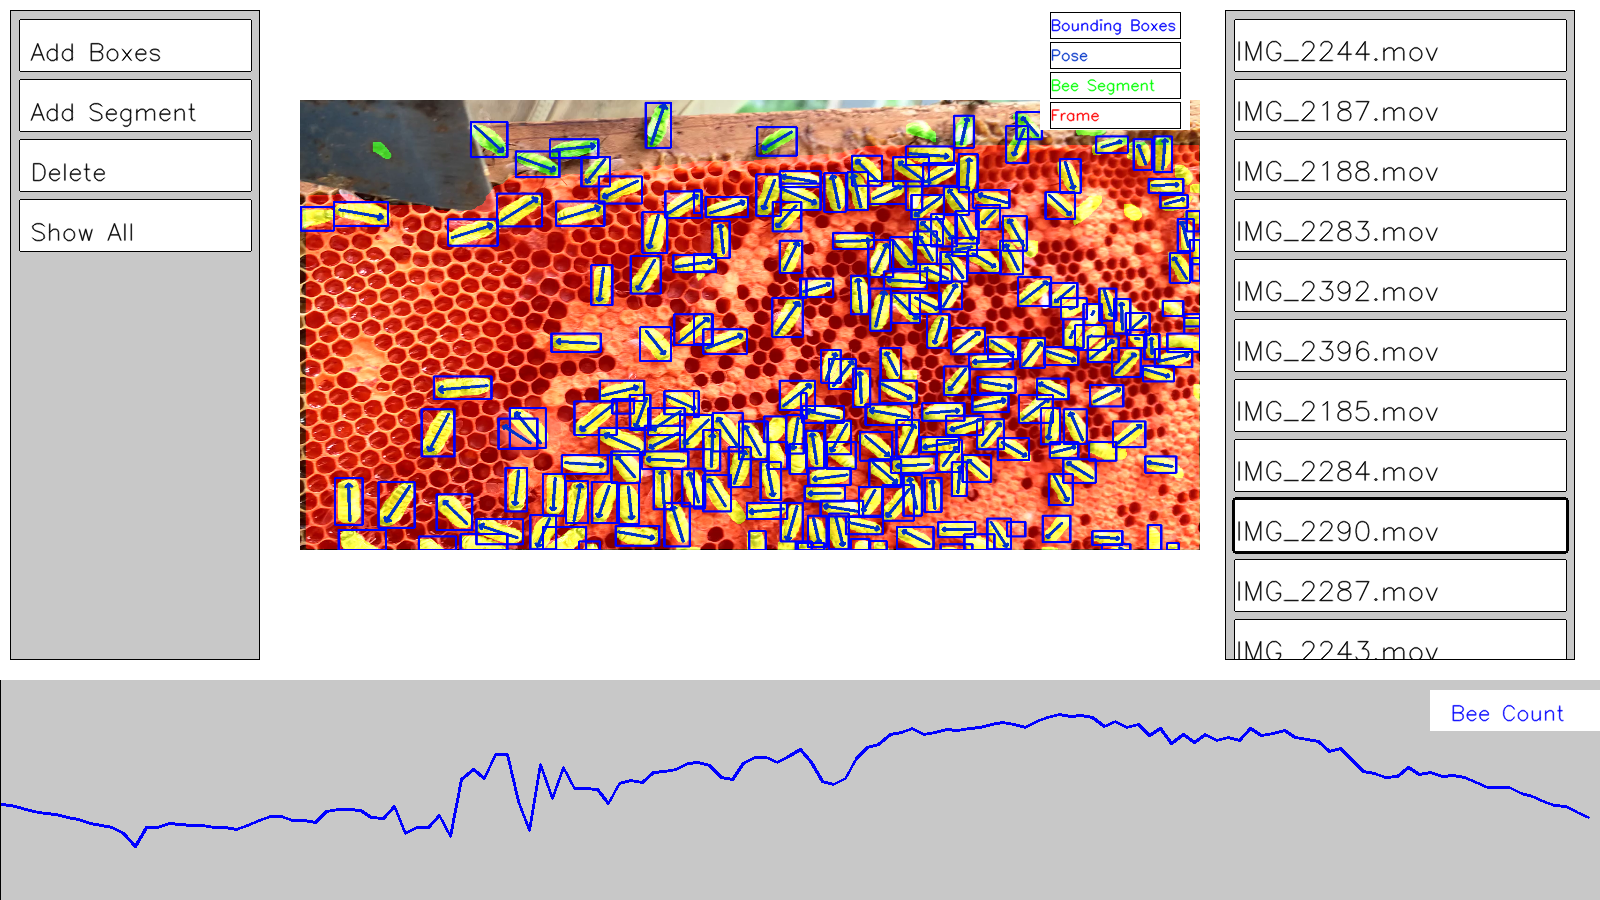 Add Boxes
Add Segment
Delete
Show All
Bounding Boxes
Pose
Bee Segment
Frame
IMG_2244.mov
IMG_2187.mov
IMG_2188.mov
IMG_2283.mov
IMG_2392.mov
IMG_2396.mov
IMG_2185.mov
IMG_2284.mov
IMG_2290.mov
IMG_2287.mov
IMG_2243.mov
Bee Count